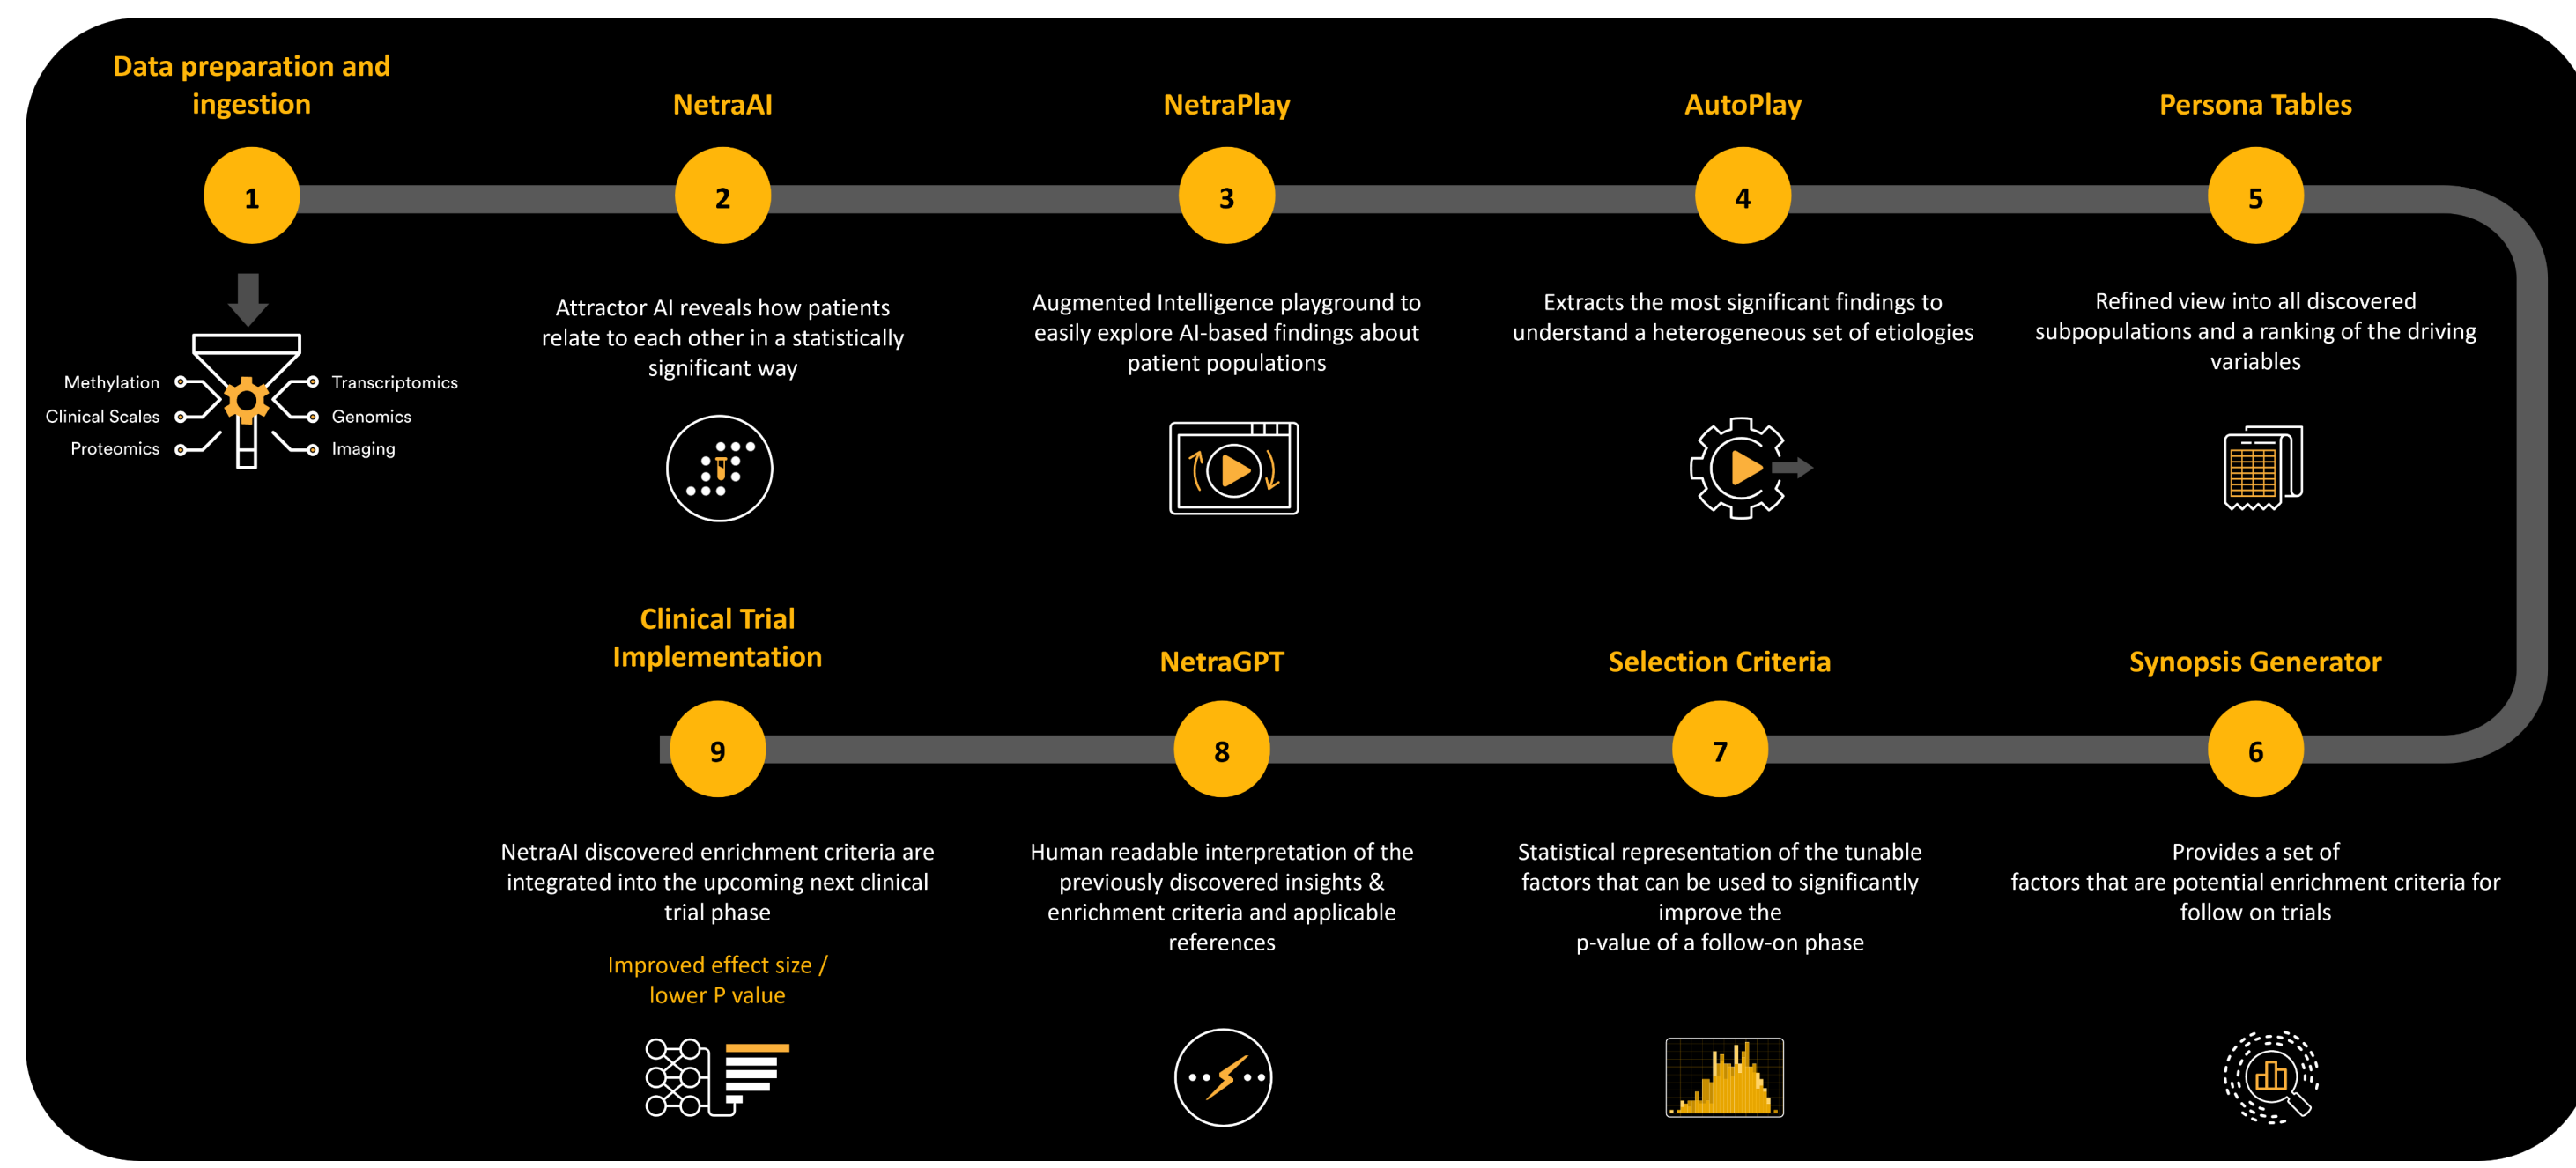 Data preparation and
ingestion
NetraAI
NetraPlay
AutoPlay
Persona Tables
1
2
3
4
5
Methylation
Clinical Scales
Proteomics
Transcriptomics
Genomics
Imaging
Attractor AI reveals how patients
relate to each other in a statistically
significant way
Augmented Intelligence playground to
easily explore AI-based findings about
patient populations
Extracts the most significant findings to
understand a heterogeneous set of etiologies
Refined view into all discovered
subpopulations and a ranking of the driving
variables
Clinical Trial
Implementation
NetraGPT
Selection Criteria
Synopsis Generator
9
8
7
6
NetraAI discovered enrichment criteria are
integrated into the upcoming next clinical
trial phase
Improved effect size /
lower P value
Human readable interpretation of the
previously discovered insights &
enrichment criteria and applicable
references
Statistical representation of the tunable
factors that can be used to significantly
improve the
p-value of a follow-on phase
Provides a set of
factors that are potential enrichment criteria for
follow on trials